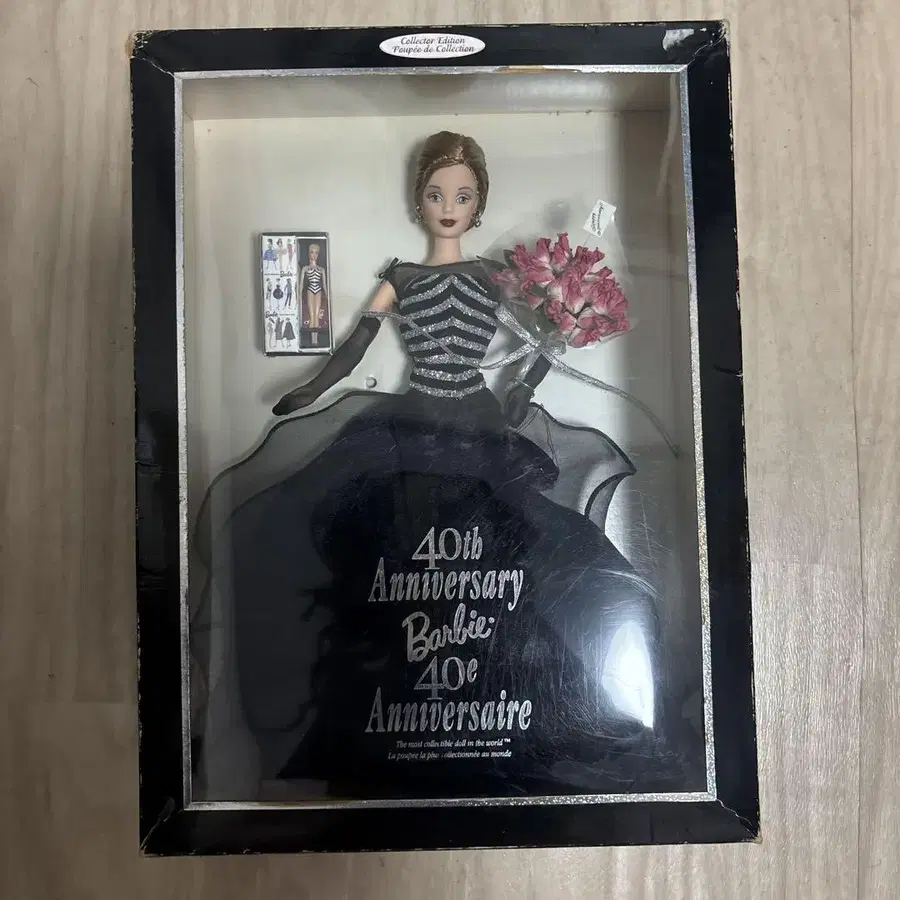 Collector Edition
Poupée de Collection
Barbie
40th
Anniversary
Barbie™
40e
Anniversaire
The most collectible doll in the world™
La poupée la plus collectionnée au monde